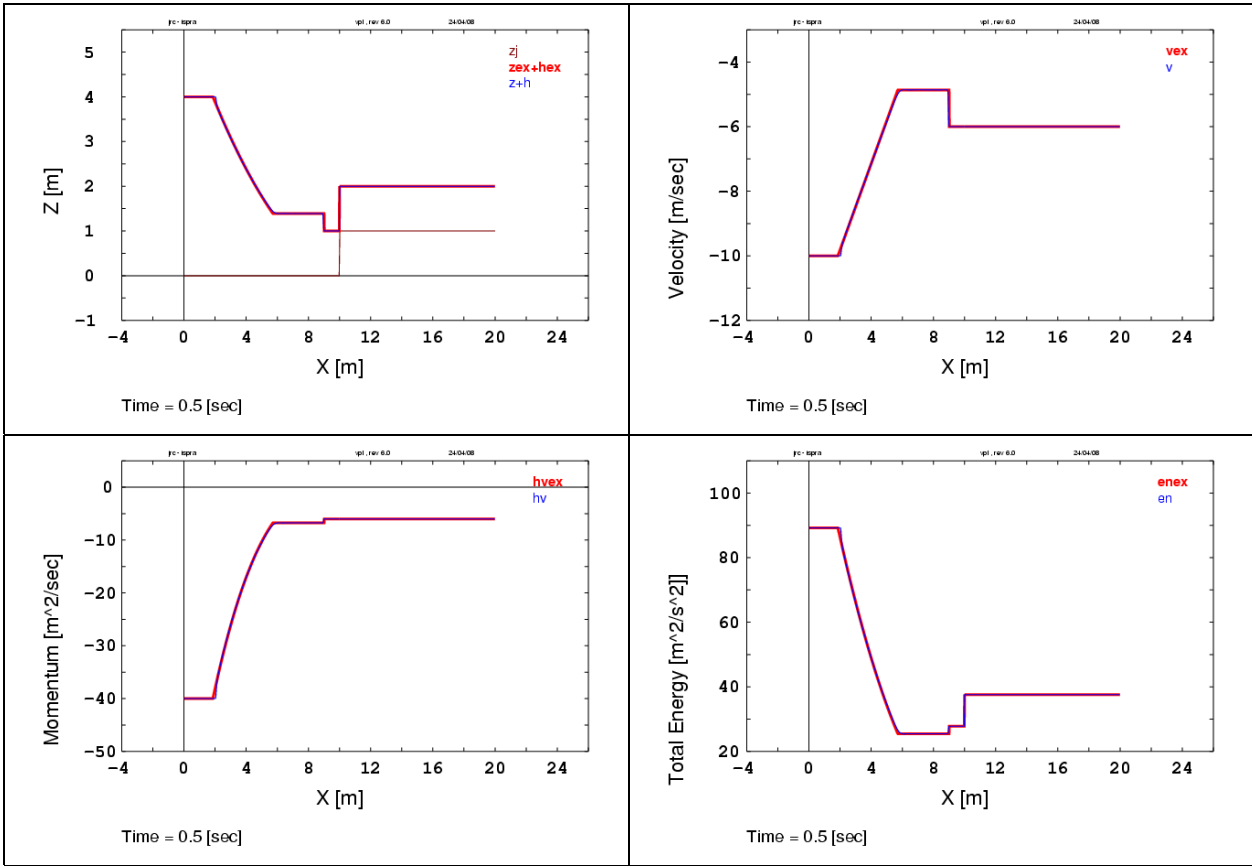 jrc - ispra vpl , rev 6.0 24/04/08
zj
zex+hex
z+h
Z [m]
5
4
3
2
1
0
-1
-4 0 4 8 12 16 20 24
X [m]
Time = 0.5 [sec]
jrc - ispra vpl , rev 6.0 24/04/08
vex
v
Velocity [m/sec]
-4
-6
-8
-10
-12
-4 0 4 8 12 16 20 24
X [m]
Time = 0.5 [sec]
jrc - ispra vpl , rev 6.0 24/04/08
hvex
hv
Momentum [m^2/sec]
0
-10
-20
-30
-40
-50
-4 0 4 8 12 16 20 24
X [m]
Time = 0.5 [sec]
jrc - ispra vpl , rev 6.0 24/04/08
enex
en
Total Energy [m^2/s^2]]
100
80
60
40
20
-4 0 4 8 12 16 20 24
X [m]
Time = 0.5 [sec]